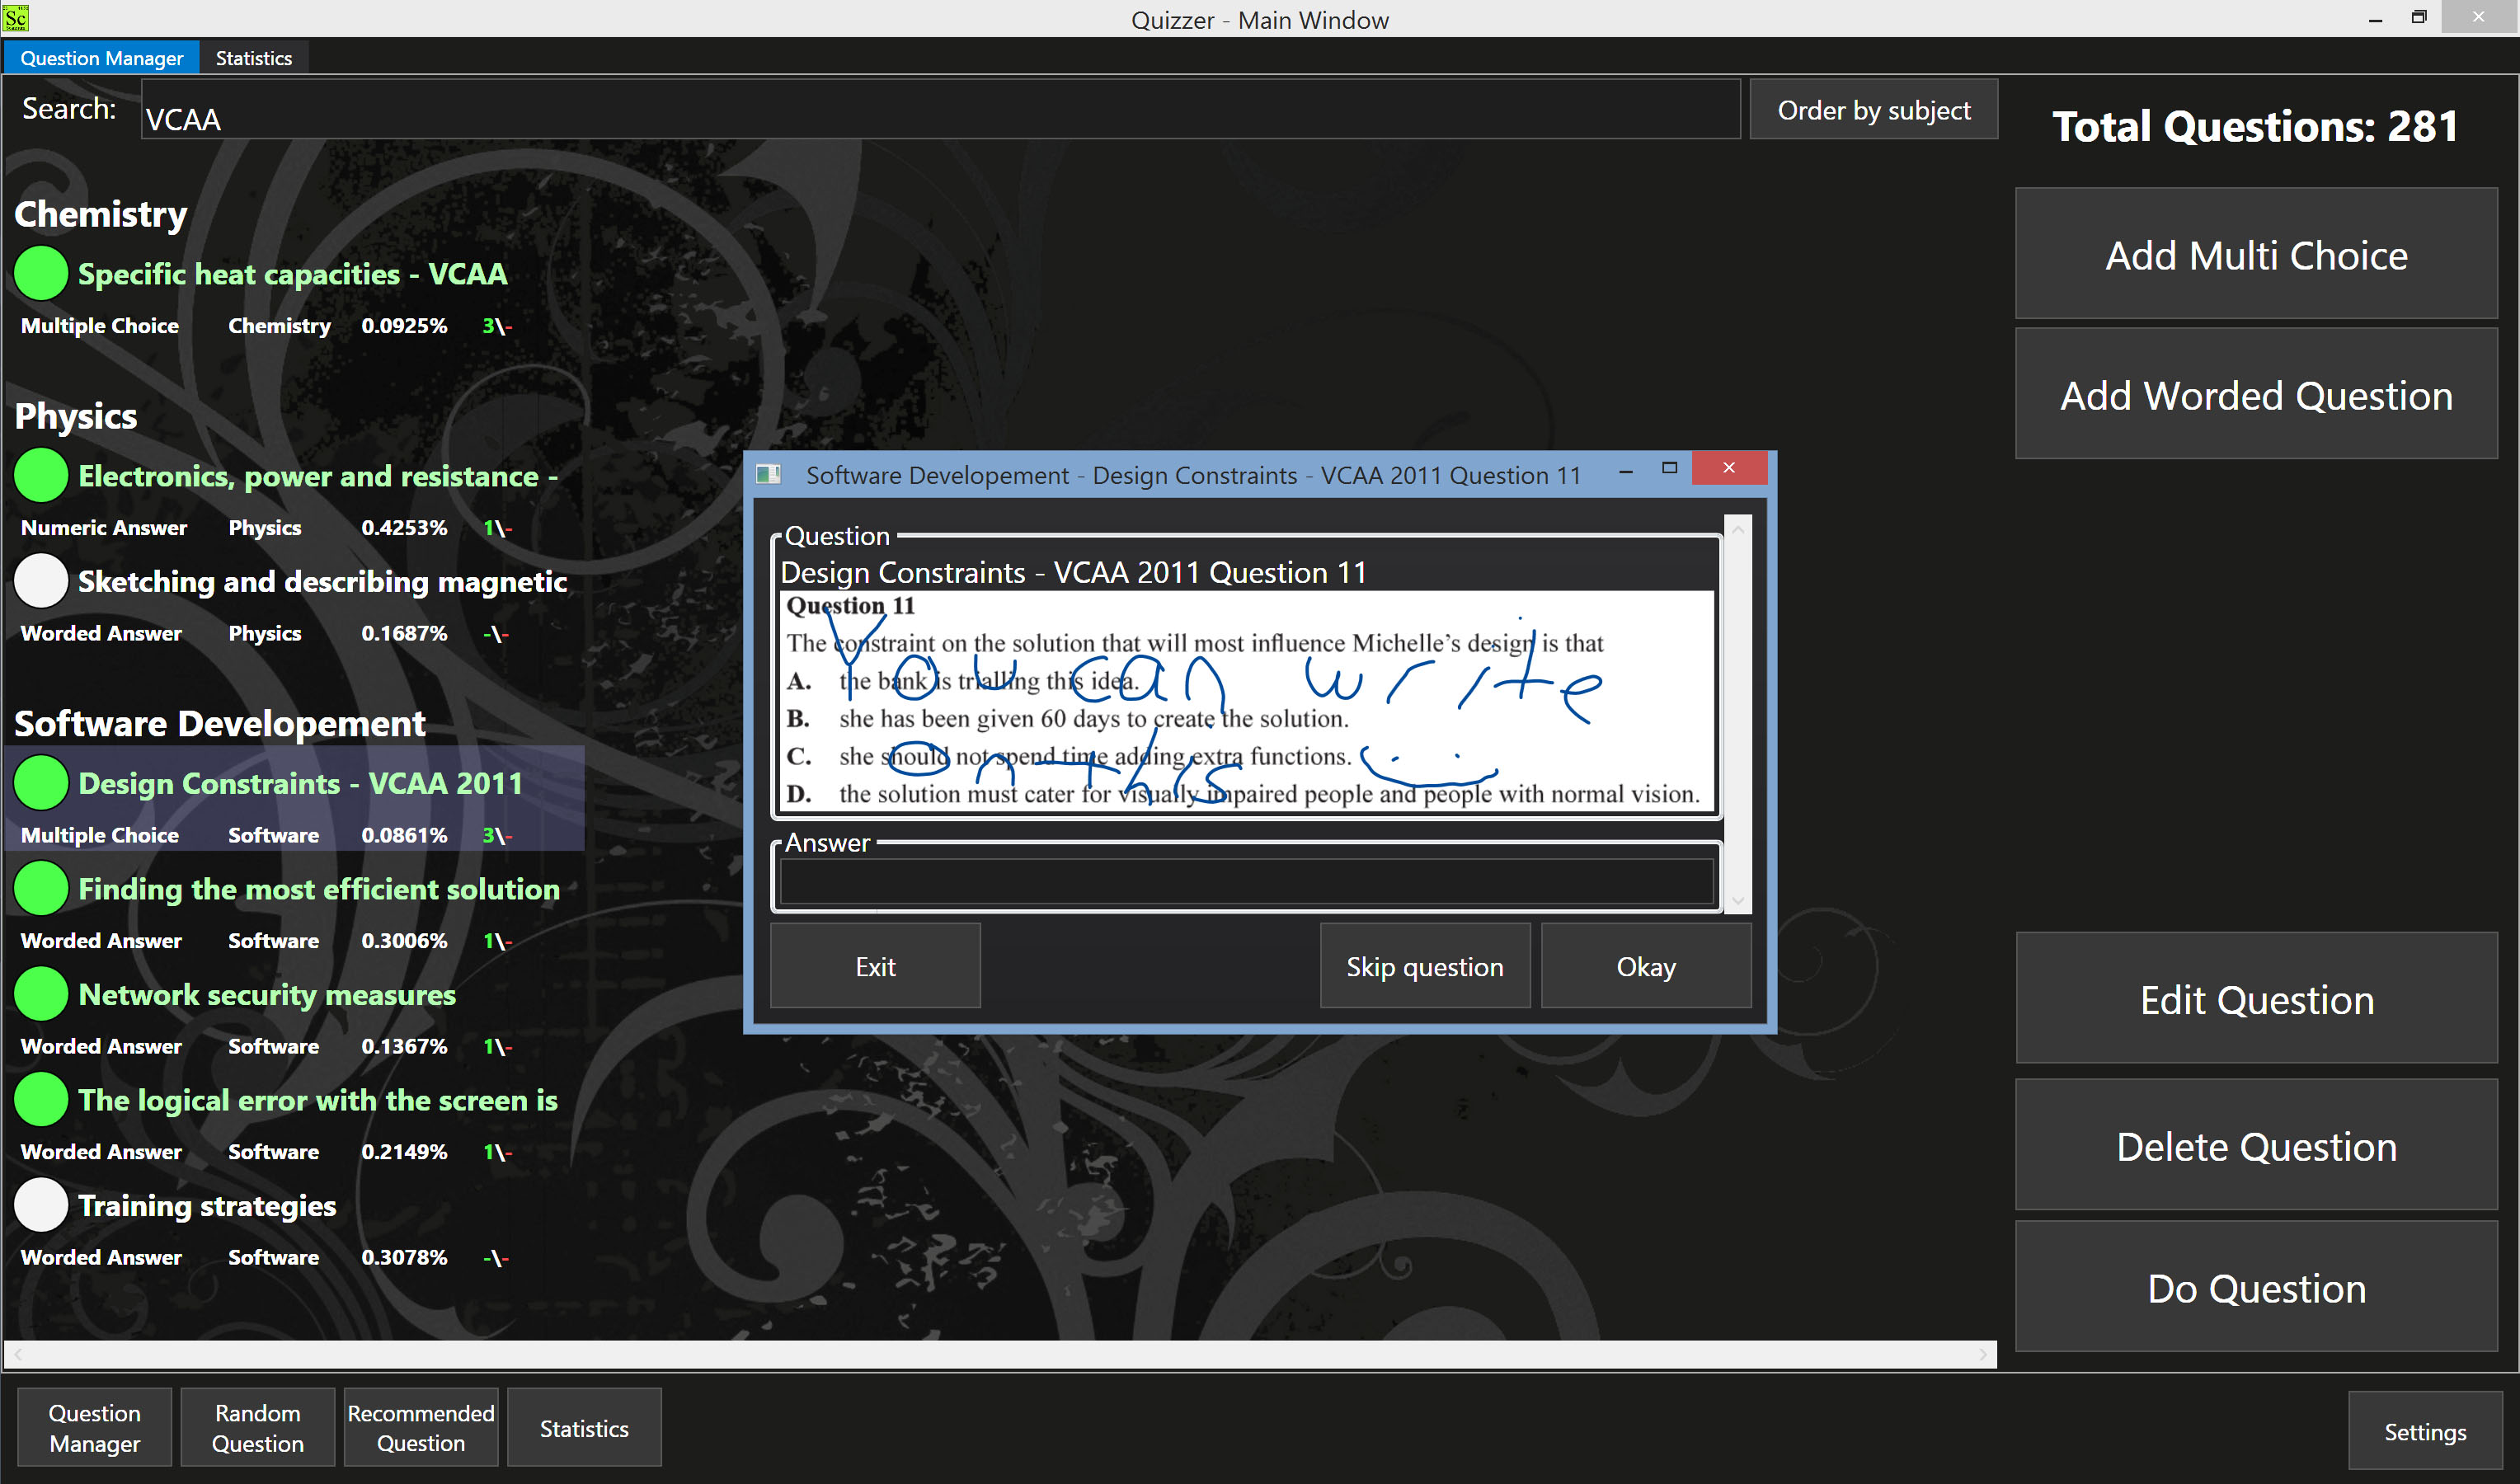 Sc
Quizzer - Main Window
Question Manager
Statistics
Search:
VCAA
Order by subject
Total Questions: 281
Chemistry
Specific heat capacities - VCAA
Multiple Choice Chemistry 0.0925% 3\-
Physics
Electronics, power and resistance -
Numeric Answer Physics 0.4253% 1\-
Sketching and describing magnetic
Worded Answer Physics 0.1687% -\-
Software Developement
Design Constraints - VCAA 2011
Multiple Choice Software 0.0861% 3\-
Finding the most efficient solution
Worded Answer Software 0.3006% 1\-
Network security measures
Worded Answer Software 0.1367% 1\-
The logical error with the screen is
Worded Answer Software 0.2149% 1\-
Training strategies
Worded Answer Software 0.3078% -\-
Software Developement - Design Constraints - VCAA 2011 Question 11
Question
Design Constraints - VCAA 2011 Question 11
Question 11
The constraint on the solution that will most influence Michelle's design is that
A. the bank is trialling this idea.
B. she has been given 60 days to create the solution.
C. she should not spend time adding extra functions.
D. the solution must cater for visually impaired people and people with normal vision.
You can write
on this
Answer
Exit
Skip question
Okay
Add Multi Choice
Add Worded Question
Edit Question
Delete Question
Do Question
Question
Manager
Random
Question
Recommended
Question
Statistics
Settings